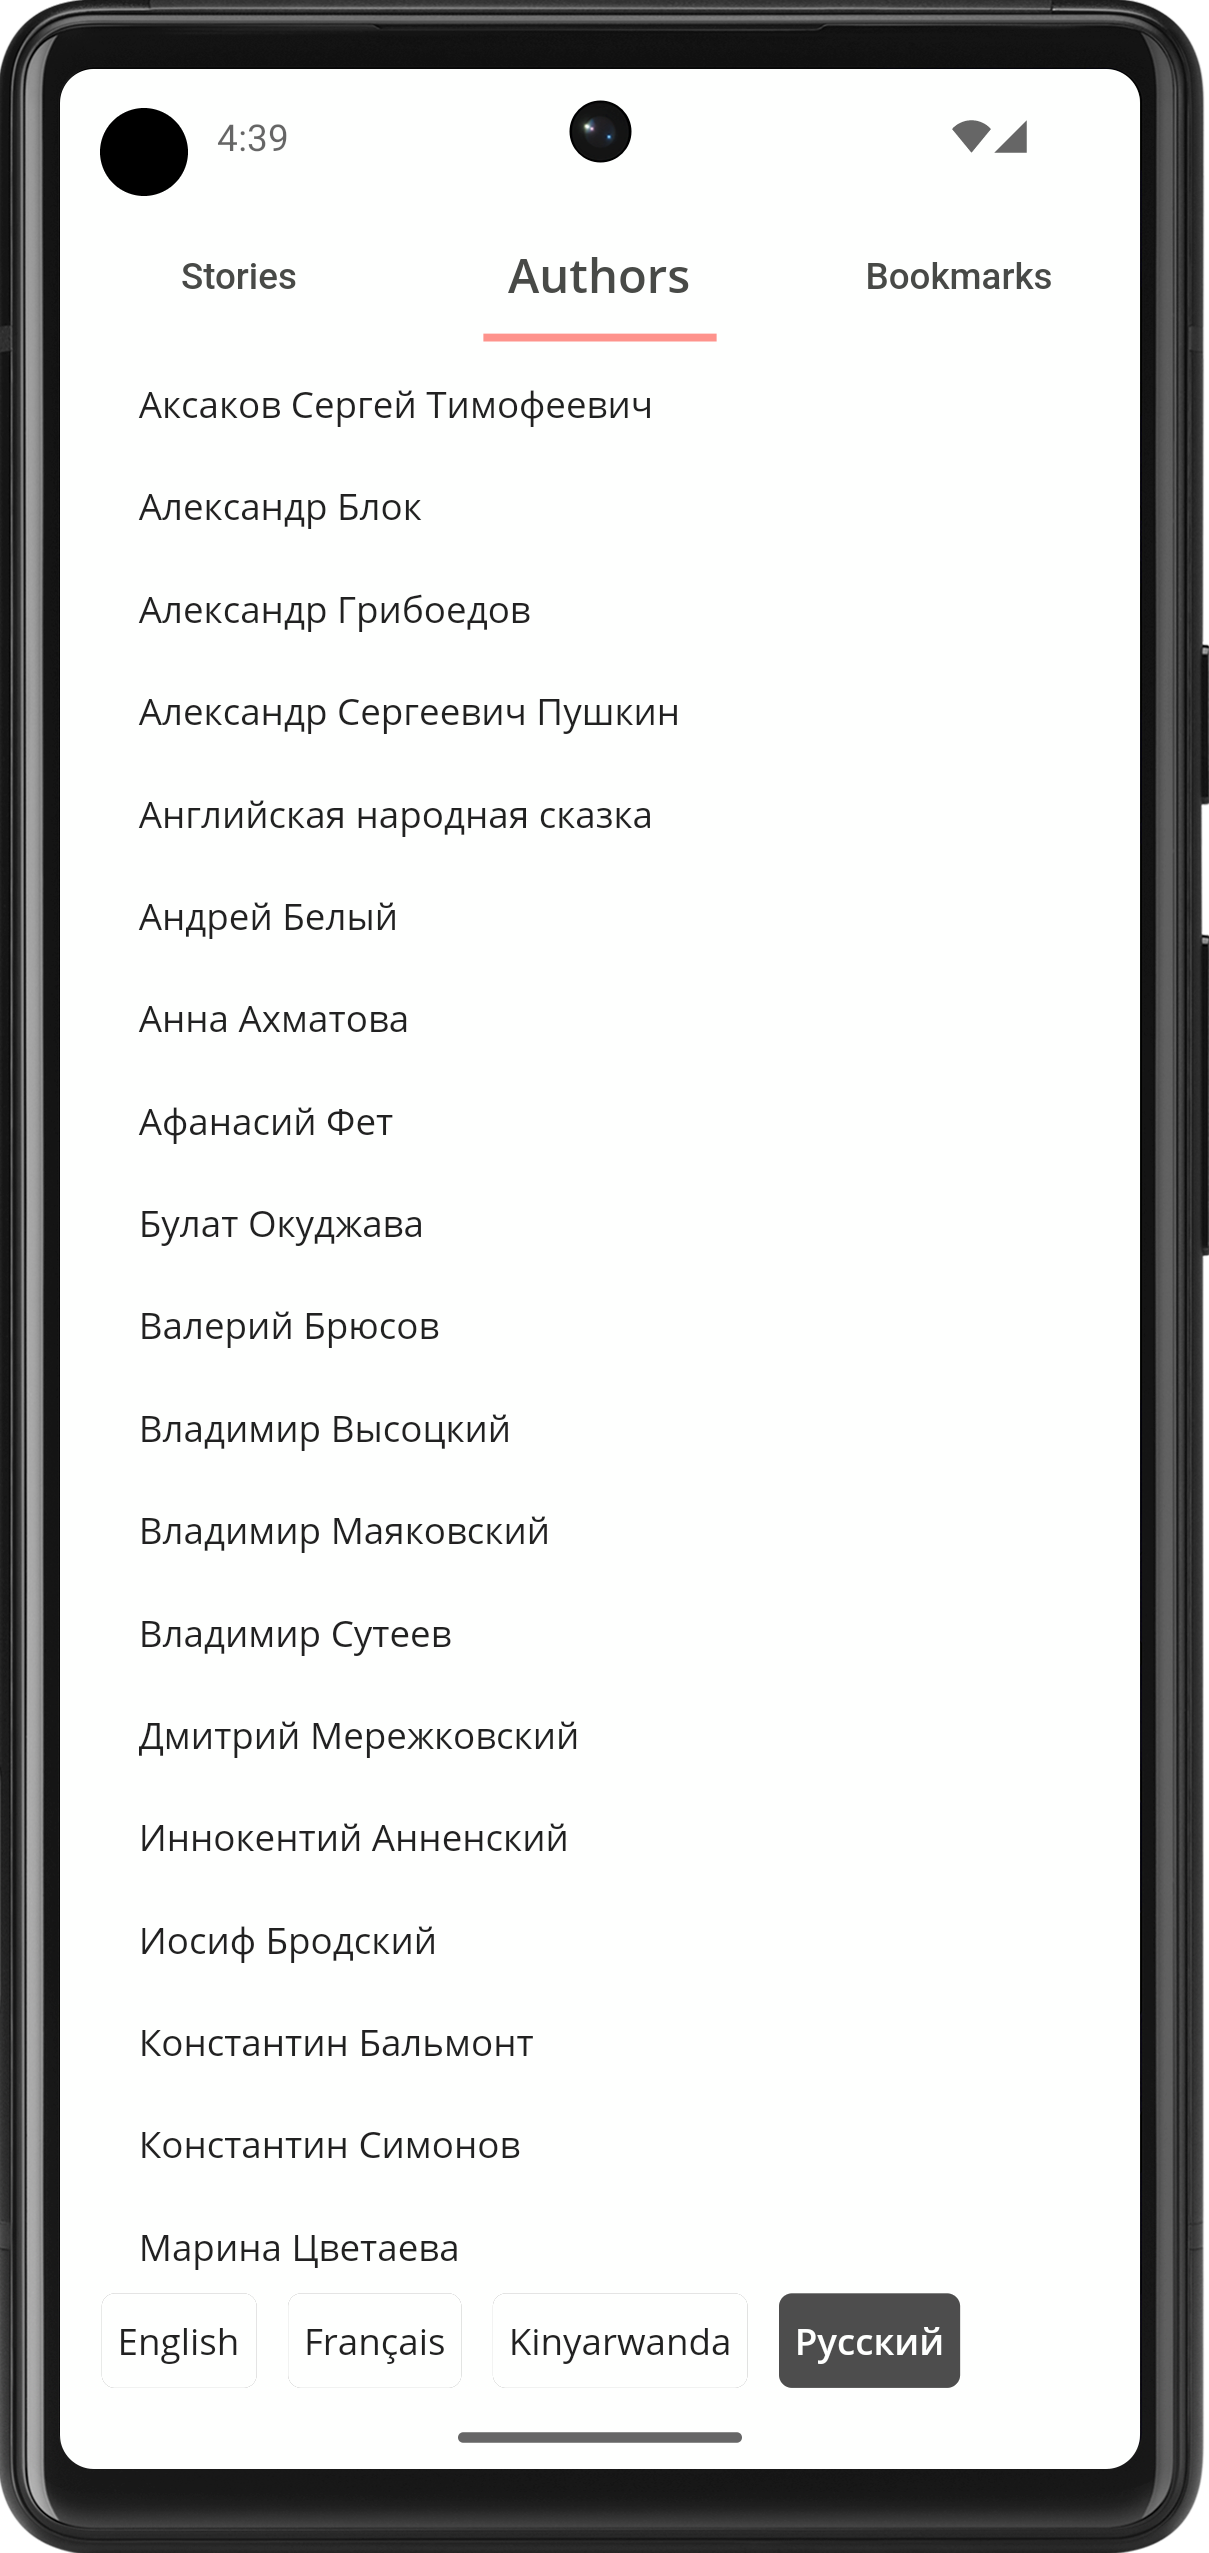 4:39
Stories Authors Bookmarks
Аксаков Сергей Тимофеевич
Александр Блок
Александр Грибоедов
Александр Сергеевич Пушкин
Английская народная сказка
Андрей Белый
Анна Ахматова
Афанасий Фет
Булат Окуджава
Валерий Брюсов
Владимир Высоцкий
Владимир Маяковский
Владимир Сутеев
Дмитрий Мережковский
Иннокентий Анненский
Иосиф Бродский
Константин Бальмонт
Константин Симонов
Марина Цветаева
English Français Kinyarwanda Русский